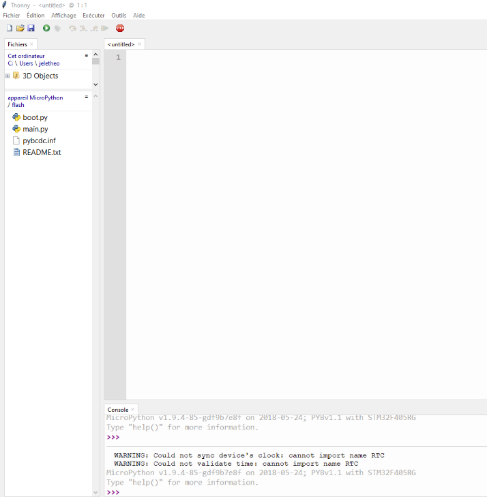 Thonny - <untitled> @ 1:1
Fichier Édition Affichage Exécuter Outils Aide
Fichiers
Cet ordinateur
C: \ Users \ jeletheo
3D Objects
appareil MicroPython
/ flash
boot.py
main.py
pybcdc.inf
README.txt
<untitled>
1
Console
MicroPython v1.9.4-85-gdf9b7e8f on 2018-05-24; PYBv1.1 with STM32F405RG
Type "help()" for more information.
>>>
WARNING: Could not sync device's clock: cannot import name RTC
WARNING: Could not validate time: cannot import name RTC
MicroPython v1.9.4-85-gdf9b7e8f on 2018-05-24; PYBv1.1 with STM32F405RG
Type "help()" for more information.
>>>